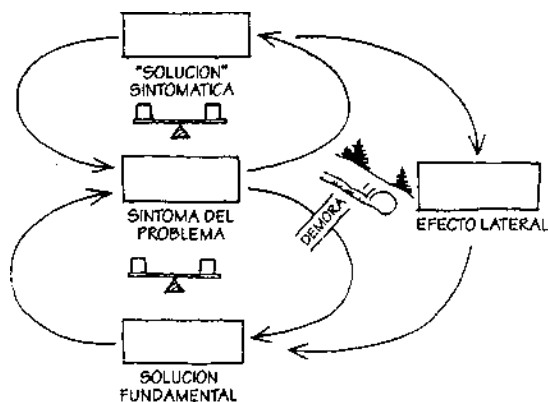 "SOLUCION"
SINTOMATICA
SINTOMA DEL
PROBLEMA
DEMORA
EFECTO LATERAL
SOLUCION
FUNDAMENTAL